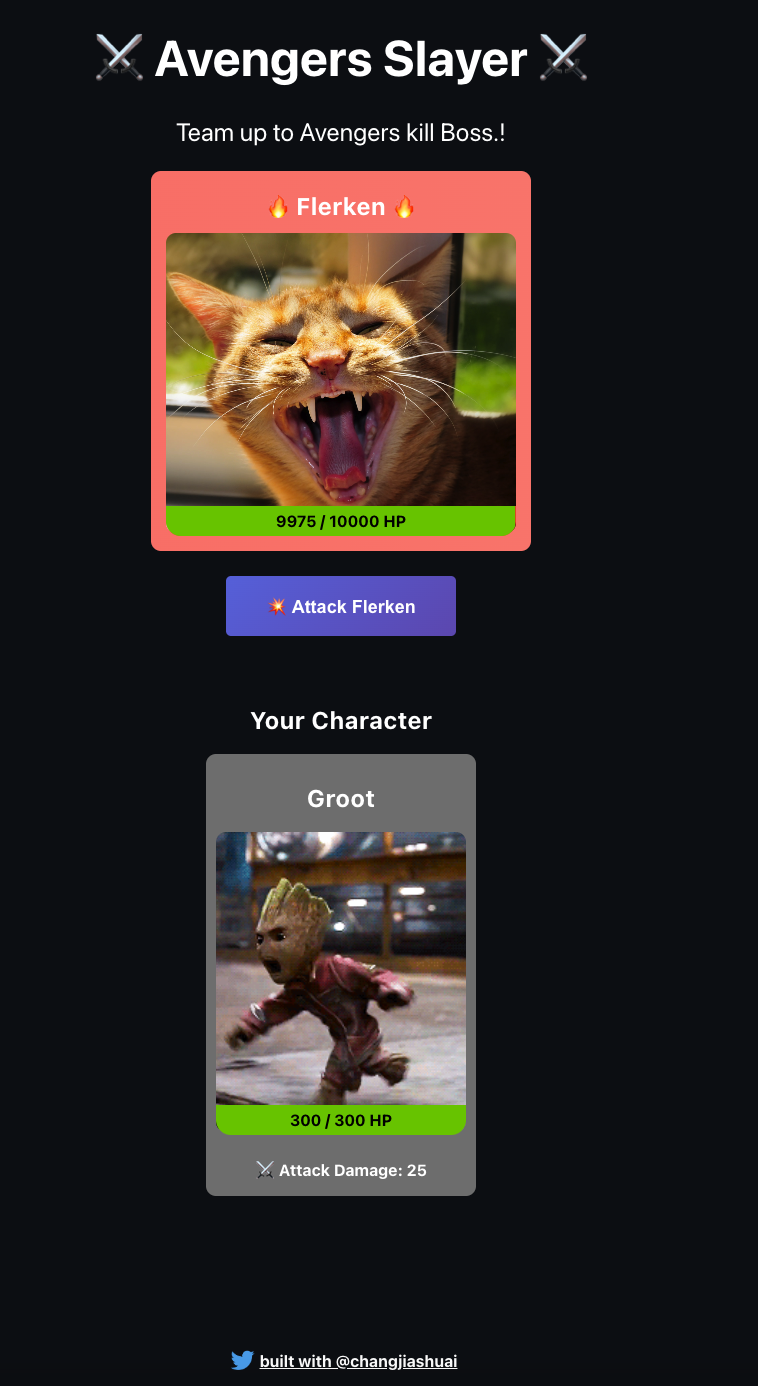 ⚔️ Avengers Slayer ⚔️
Team up to Avengers kill Boss.!
🔥 Flerken 🔥
9975 / 10000 HP
💥 Attack Flerken
Your Character
Groot
300 / 300 HP
⚔️ Attack Damage: 25
built with @changjiashuai